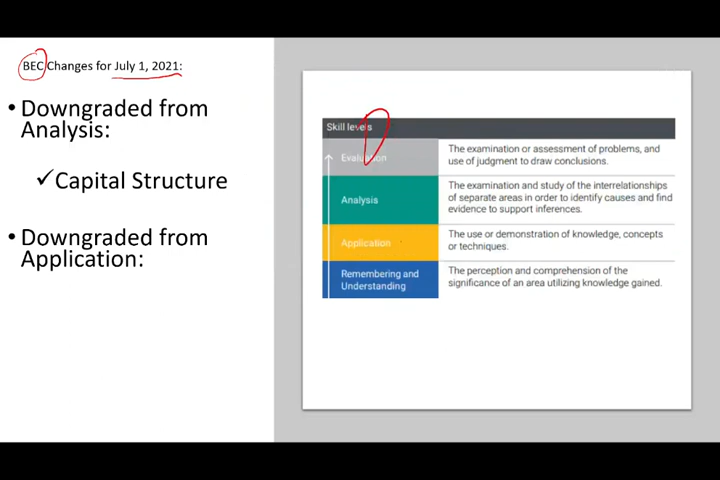 BEC Changes for July 1, 2021:
• Downgraded from
Analysis:
✓Capital Structure
• Downgraded from
Application:
Skill levels
Evaluation
The examination or assessment of problems, and
use of judgment to draw conclusions.
Analysis
The examination and study of the interrelationships
of separate areas in order to identify causes and find
evidence to support inferences.
Application
The use or demonstration of knowledge, concepts
or techniques.
Remembering and
Understanding
The perception and comprehension of the
significance of an area utilizing knowledge gained.